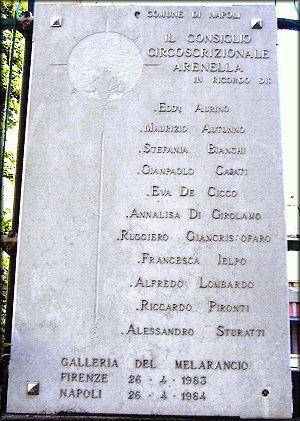 COMUNE DI NAPOLI
IL CONSIGLIO
CIRCOSCRIZIONALE
ARENELLA
IN RICORDO DI:
.EDDI AURINO
.MAURIZIO AUTUNNO
.STEFANIA BIANCHI
.GIANPAOLO CASATI
.EVA DE CICCO
.ANNALISA DI GIROLAMO
.RUGGIERO GIANCRISTOFARO
.FRANCESCA IELPO
.ALFREDO LOMBARDO
.RICCARDO PIRONTI
.ALESSANDRO STURATTI
GALLERIA DEL MELARANCIO
FIRENZE 26 . 4 . 1983
NAPOLI 26 . 4 . 1984